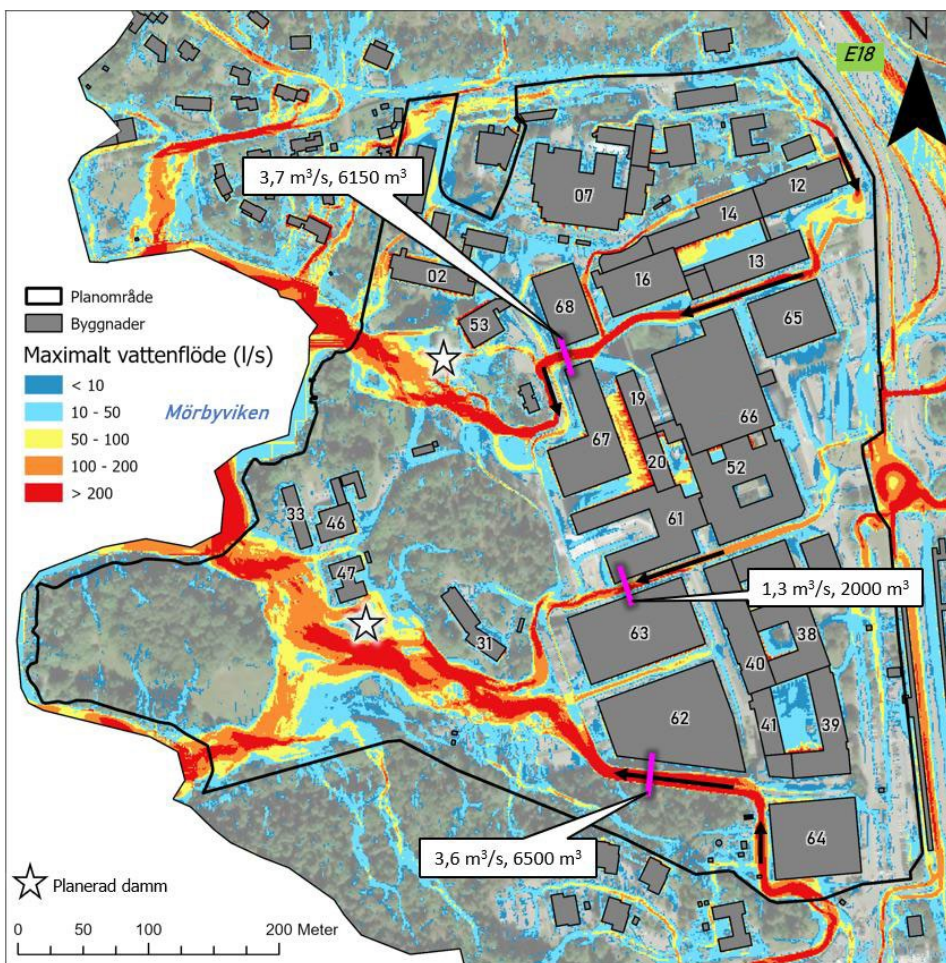 N
E18
3,7 m³/s, 6150 m³
07
12
14
13
16
02
68
53
65
Planområde
Byggnader
Maximalt vattenflöde (l/s)
< 10
10 - 50
50 - 100
100 - 200
> 200
Mörbyviken
19
66
67
20
52
61
33
46
47
1,3 m³/s, 2000 m³
63
31
38
40
62
41
39
3,6 m³/s, 6500 m³
64
Planerad damm
0 50 100 200 Meter